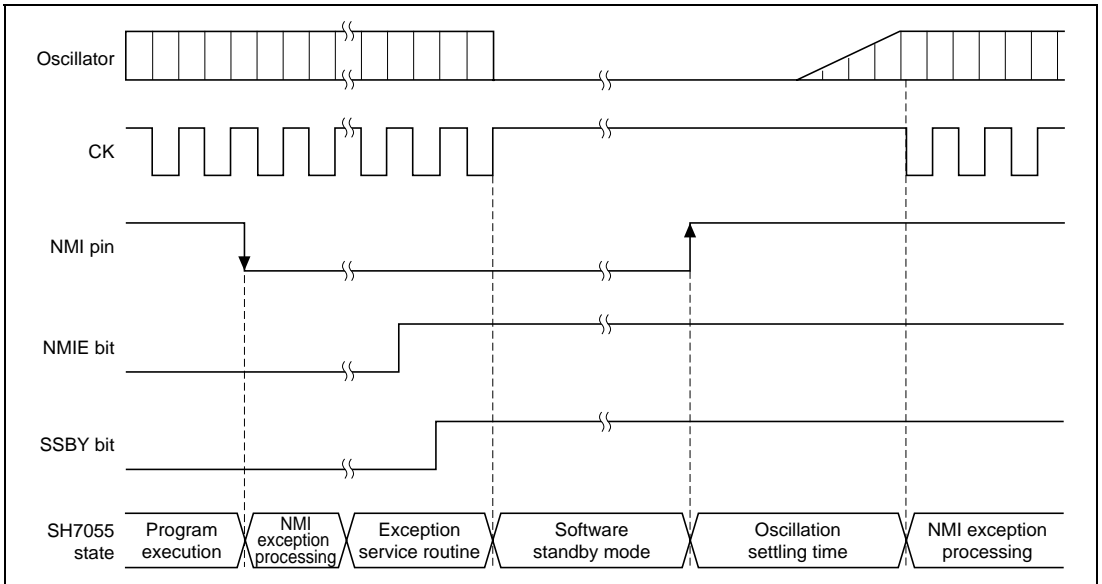 Oscillator
CK
NMI pin
NMIE bit
SSBY bit
SH7055
state
Program
execution
NMI
exception
processing
Exception
service routine
Software
standby mode
Oscillation
settling time
NMI exception
processing